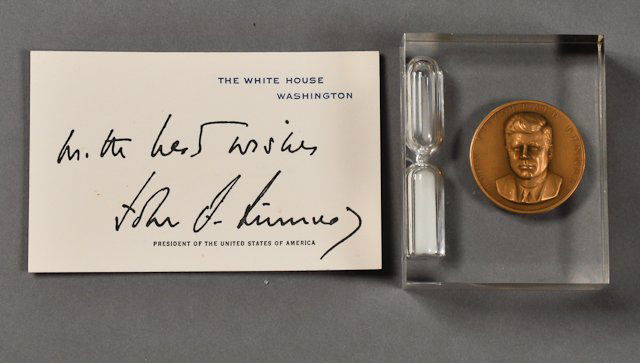 THE WHITE HOUSE
WASHINGTON
With best wishes
John F. Kennedy
PRESIDENT OF THE UNITED STATES OF AMERICA